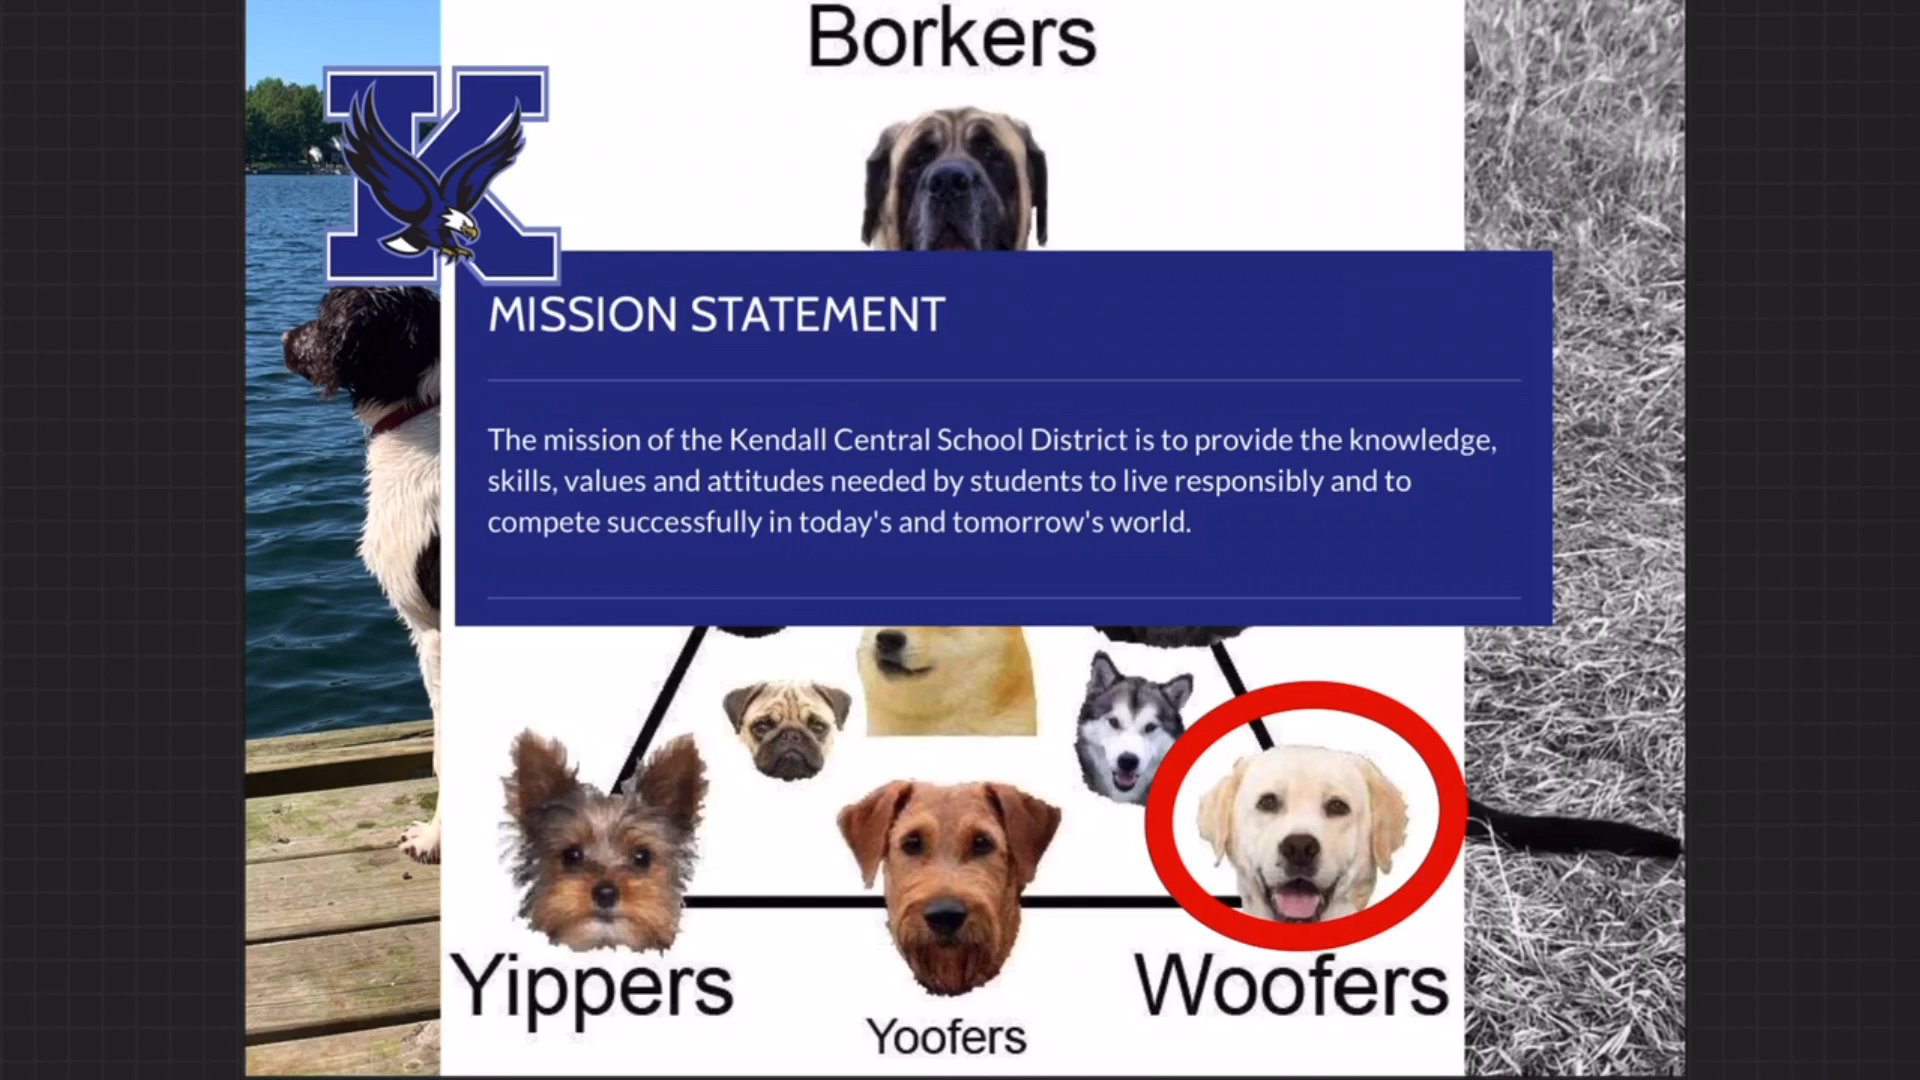 Borkers
K
MISSION STATEMENT
The mission of the Kendall Central School District is to provide the knowledge,
skills, values and attitudes needed by students to live responsibly and to
compete successfully in today's and tomorrow's world.
Yippers
Woofers
Yoofers